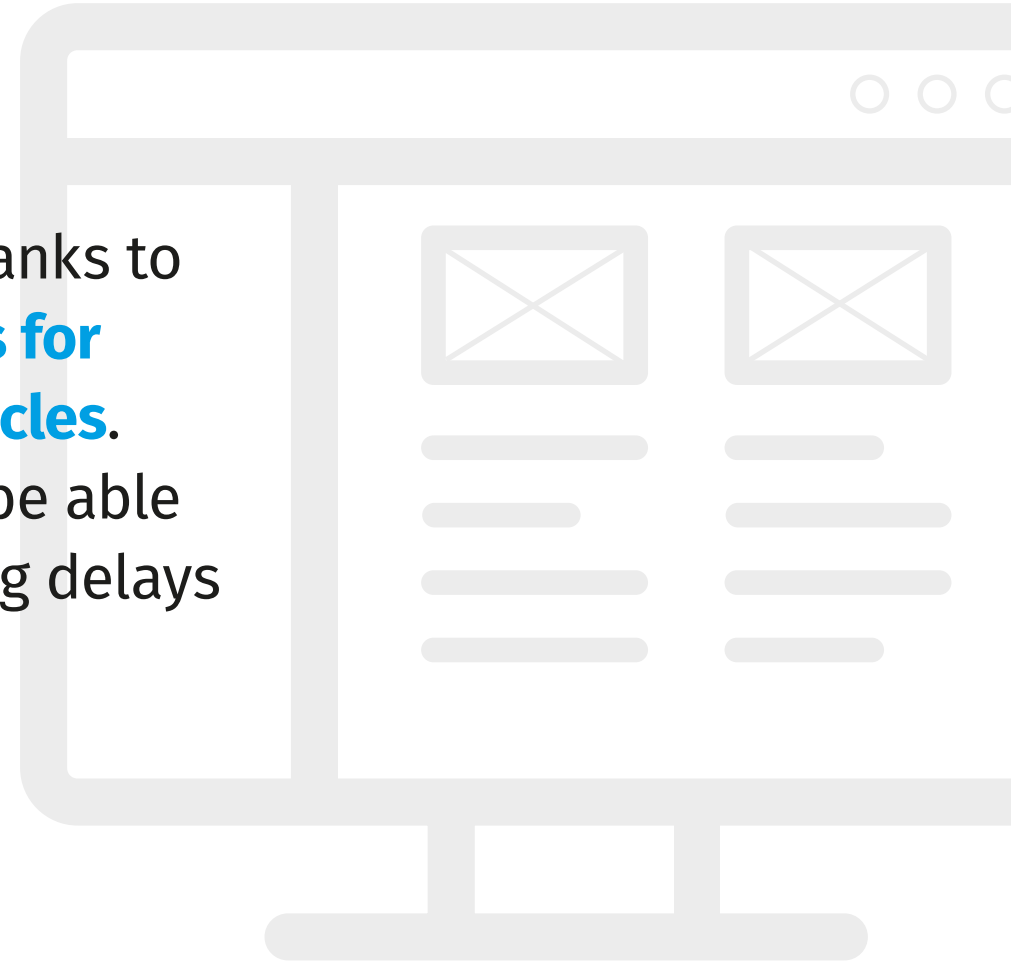 anks to
s for
cles.
be able
g delays